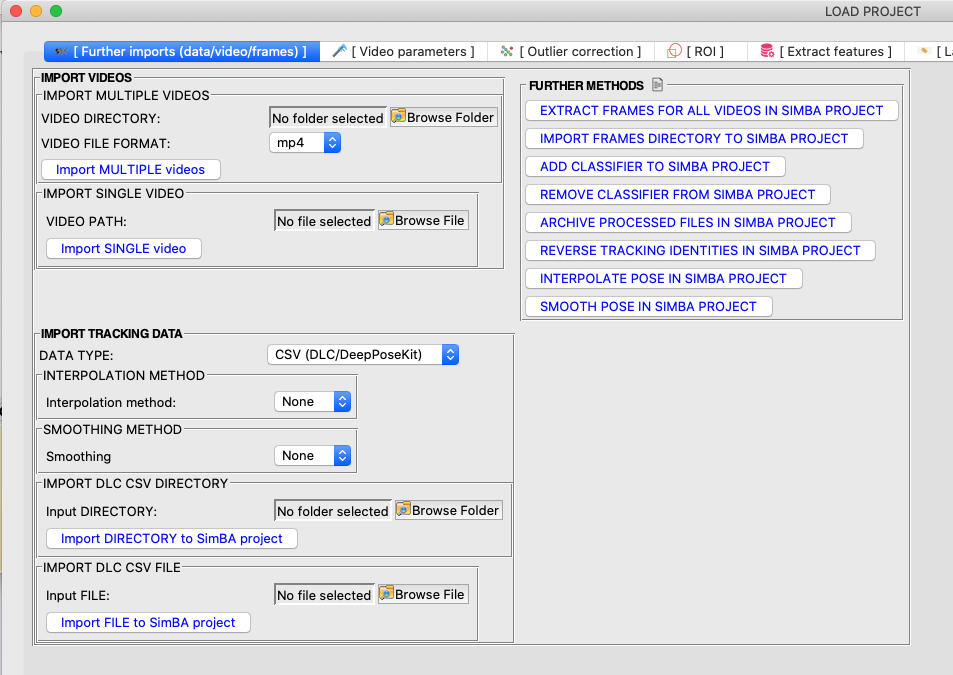 LOAD PROJECT
[ Further imports (data/video/frames) ] [ Video parameters ] [ Outlier correction ] [ ROI ] [ Extract features ] [ L
IMPORT VIDEOS
IMPORT MULTIPLE VIDEOS
VIDEO DIRECTORY: No folder selected Browse Folder
VIDEO FILE FORMAT: mp4
Import MULTIPLE videos
IMPORT SINGLE VIDEO
VIDEO PATH: No file selected Browse File
Import SINGLE video
FURTHER METHODS
EXTRACT FRAMES FOR ALL VIDEOS IN SIMBA PROJECT
IMPORT FRAMES DIRECTORY TO SIMBA PROJECT
ADD CLASSIFIER TO SIMBA PROJECT
REMOVE CLASSIFIER FROM SIMBA PROJECT
ARCHIVE PROCESSED FILES IN SIMBA PROJECT
REVERSE TRACKING IDENTITIES IN SIMBA PROJECT
INTERPOLATE POSE IN SIMBA PROJECT
SMOOTH POSE IN SIMBA PROJECT
IMPORT TRACKING DATA
DATA TYPE: CSV (DLC/DeepPoseKit)
INTERPOLATION METHOD
Interpolation method: None
SMOOTHING METHOD
Smoothing None
IMPORT DLC CSV DIRECTORY
Input DIRECTORY: No folder selected Browse Folder
Import DIRECTORY to SimBA project
IMPORT DLC CSV FILE
Input FILE: No file selected Browse File
Import FILE to SimBA project